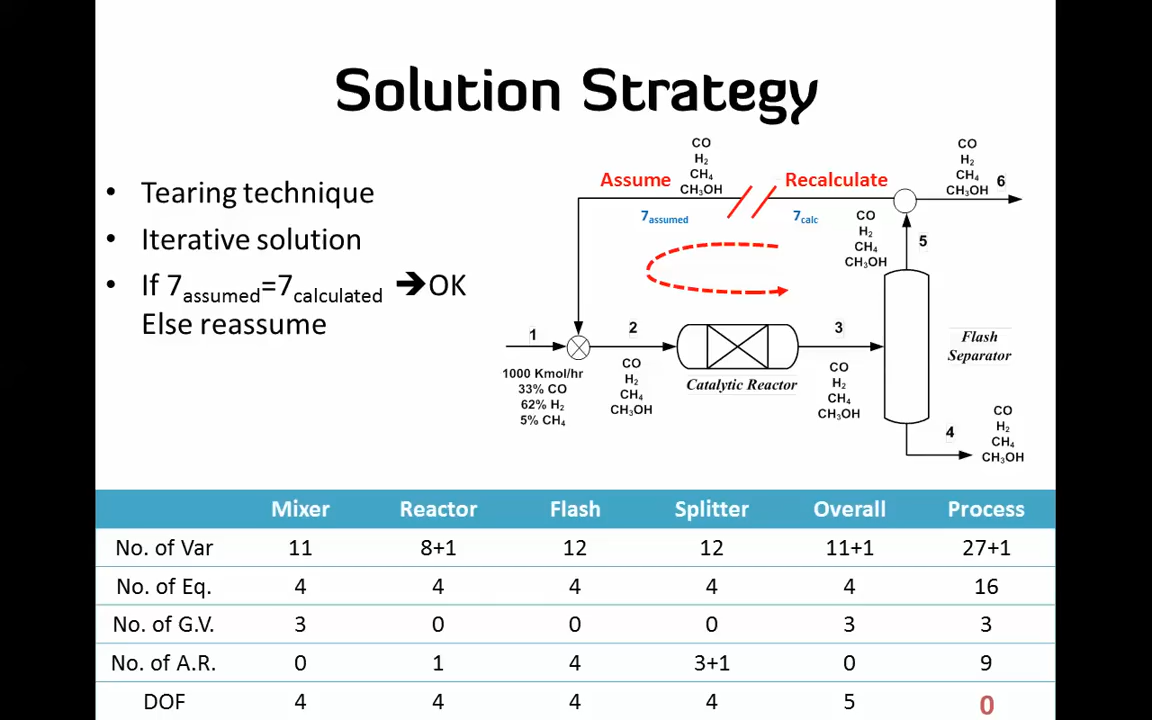 Solution Strategy
• Tearing technique
• Iterative solution
• If 7assumed=7calculated ➔OK
Else reassume
CO
H2
CH4
CH3OH
Assume
Recalculate
7assumed
7calc
CO
H2
CH4
CH3OH
6
CO
H2
CH4
CH3OH
5
1
1000 Kmol/hr
33% CO
62% H2
5% CH4
2
CO
H2
CH4
CH3OH
Catalytic Reactor
3
CO
H2
CH4
CH3OH
Flash
Separator
4
CO
H2
CH4
CH3OH
Mixer Reactor Flash Splitter Overall Process
No. of Var 11 8+1 12 12 11+1 27+1
No. of Eq. 4 4 4 4 4 16
No. of G.V. 3 0 0 0 3 3
No. of A.R. 0 1 4 3+1 0 9
DOF 4 4 4 4 5 0